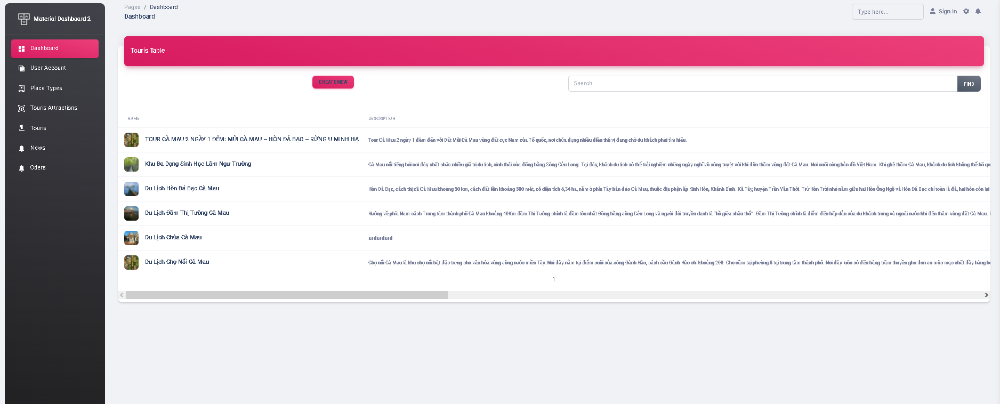 Material Dashboard 2
Dashboard
User Account
Place Types
Touris Attractions
Touris
News
Oders
Pages / Dashboard
Dashboard
Type here...
Sign In
Touris Table
CREATE NEW
Search..
FIND
NAME
DESCRIPTION
TOUR CÀ MAU 2 NGÀY 1 ĐÊM: MŨI CÀ MAU – HÒN ĐÁ BẠC – RỪNG U MINH HẠ
Tour Cà Mau 2 ngày 1 đêm đến với Đất Mũi Cà Mau vùng đất cực Nam của Tổ quốc, nơi chứa đựng nhiều điều thú vị đang chờ du khách phải tìm hiểu.
Khu Đa Dạng Sinh Học Lâm Ngư Trường
Cà Mau nổi tiếng bởi nơi đây chất chứa nhiều giá trị du lịch, sinh thái của đồng bằng Sông Cửu Long. Tại đây, khách du lịch có thể trải nghiệm những ngày nghĩ vô cùng tuyệt vời khi đến thăm vùng đất Cà Mau. Nơi cuối cùng bản đồ Việt Nam. Khi ghé thăm Cà Mau, khách du lịch không thể bỏ qu
Du Lịch Hòn Đá Bạc Cà Mau
Hòn Đá Bạc, cách thị xã Cà Mau khoảng 50 km, cách đất liền khoảng 500 mét, có diện tích 6,34 ha, nằm ở phía Tây bán đảo Cà Mau, thuộc địa phận ấp Kinh Hòn, Khánh Bình. Xã Tây, huyện Trần Văn Thời. Trừ Hòn Trời nhỏ nằm giữa hai Hòn Ông Ngộ và Hòn Đá Bạc chỉ toàn là đá, hai hòn còn lại
Du Lịch Đầm Thị Tường Cà Mau
Hướng về phía Nam cách Trung tâm thành phố Cà Mau khoảng 40Km đầm Thị Tường chính là đầm lớn nhất Đồng bằng sông Cửu Long và người đời truyền danh là “hồ giữa châu thổ”. Đầm Thị Tường chính là điểm đến hấp dẫn của du khách trong và ngoài nước khi đến thăm vùng đất Cà Mau.
Du Lịch Chùa Cà Mau
asdasdasd
Du Lịch Chợ Nổi Cà Mau
Chợ nổi Cà Mau là khu chợ nổi bật đặc trưng cho văn hóa vùng sông nước miền Tây. Nơi đây nằm tại điểm cuối của sông Gành Hào, cách cầu Gành Hào chỉ khoảng 200. Chợ nằm tại phường 8 tại trung tâm thành phố. Nơi đây luôn có đến hàng trăm thuyền ghe đơn sơ mộc mạc chất đầy hàng h
1